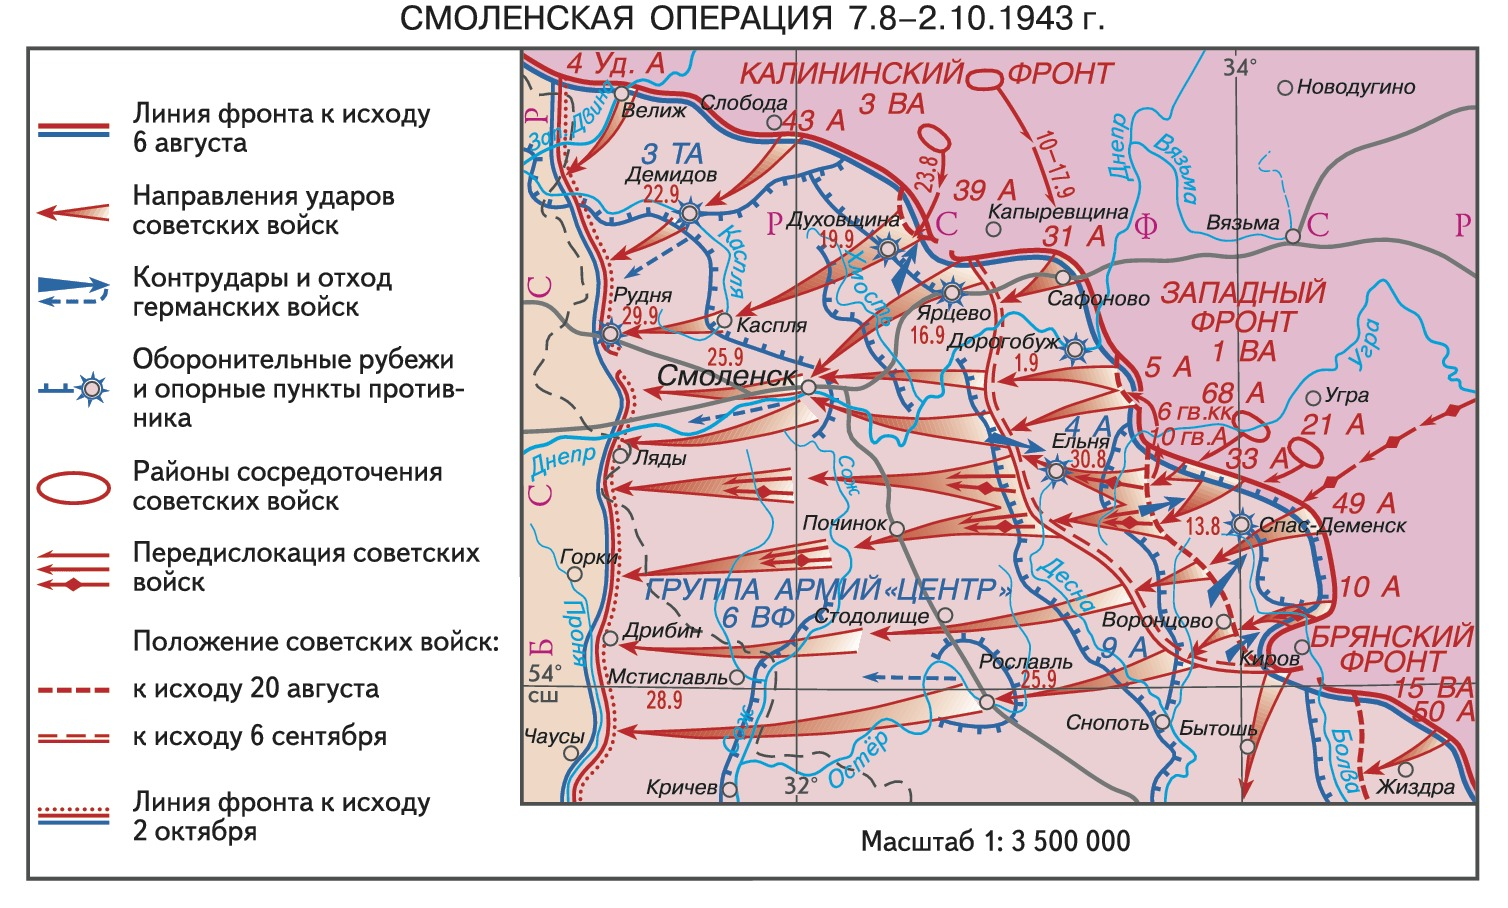 СМОЛЕНСКАЯ ОПЕРАЦИЯ 7.8–2.10.1943 г.
Линия фронта к исходу
6 августа
Направления ударов
советских войск
Контрудары и отход
германских войск
Оборонительные рубежи
и опорные пункты против-
ника
Районы сосредоточения
советских войск
Передислокация советских
войск
Положение советских войск:
к исходу 20 августа
к исходу 6 сентября
Линия фронта к исходу
2 октября
4 Уд. А
КАЛИНИНСКИЙ ФРОНТ
3 ВА
34°
Новодугино
Велиж
Слобода
43 А
Зап. Двина
Р
3 ТА
Демидов
22.9
23.8
10–17.9
39 А
Днепр
Вязьма
Капыревщина
Вязьма
Духовщина
19.9
Р
С
31 А
Ф
С
Р
Каспля
Хмость
С
Рудня
29.9
Каспля
Ярцево
16.9
Сафоново
ЗАПАДНЫЙ
ФРОНТ
1 ВА
Дорогобуж
1.9
25.9
Смоленск
5 А
Угра
Угра
68 А
6 гв.кк
10 гв.А
21 А
33 А
4 А
Ельня
30.8
Днепр
Ляды
Сож
С
49 А
Починок
13.8
Спас-Деменск
Горки
Десна
ГРУППА АРМИЙ «ЦЕНТР»
6 ВФ
10 А
Стодолище
Воронцово
Проня
Дрибин
Б
9 А
Киров
БРЯНСКИЙ
ФРОНТ
15 ВА
50 А
54°
сш
Мстиславль
28.9
Рославль
25.9
Снопоть
Бытошь
Чаусы
Сож
Остёр
Болва
Жиздра
Кричев
32°
Масштаб 1: 3 500 000